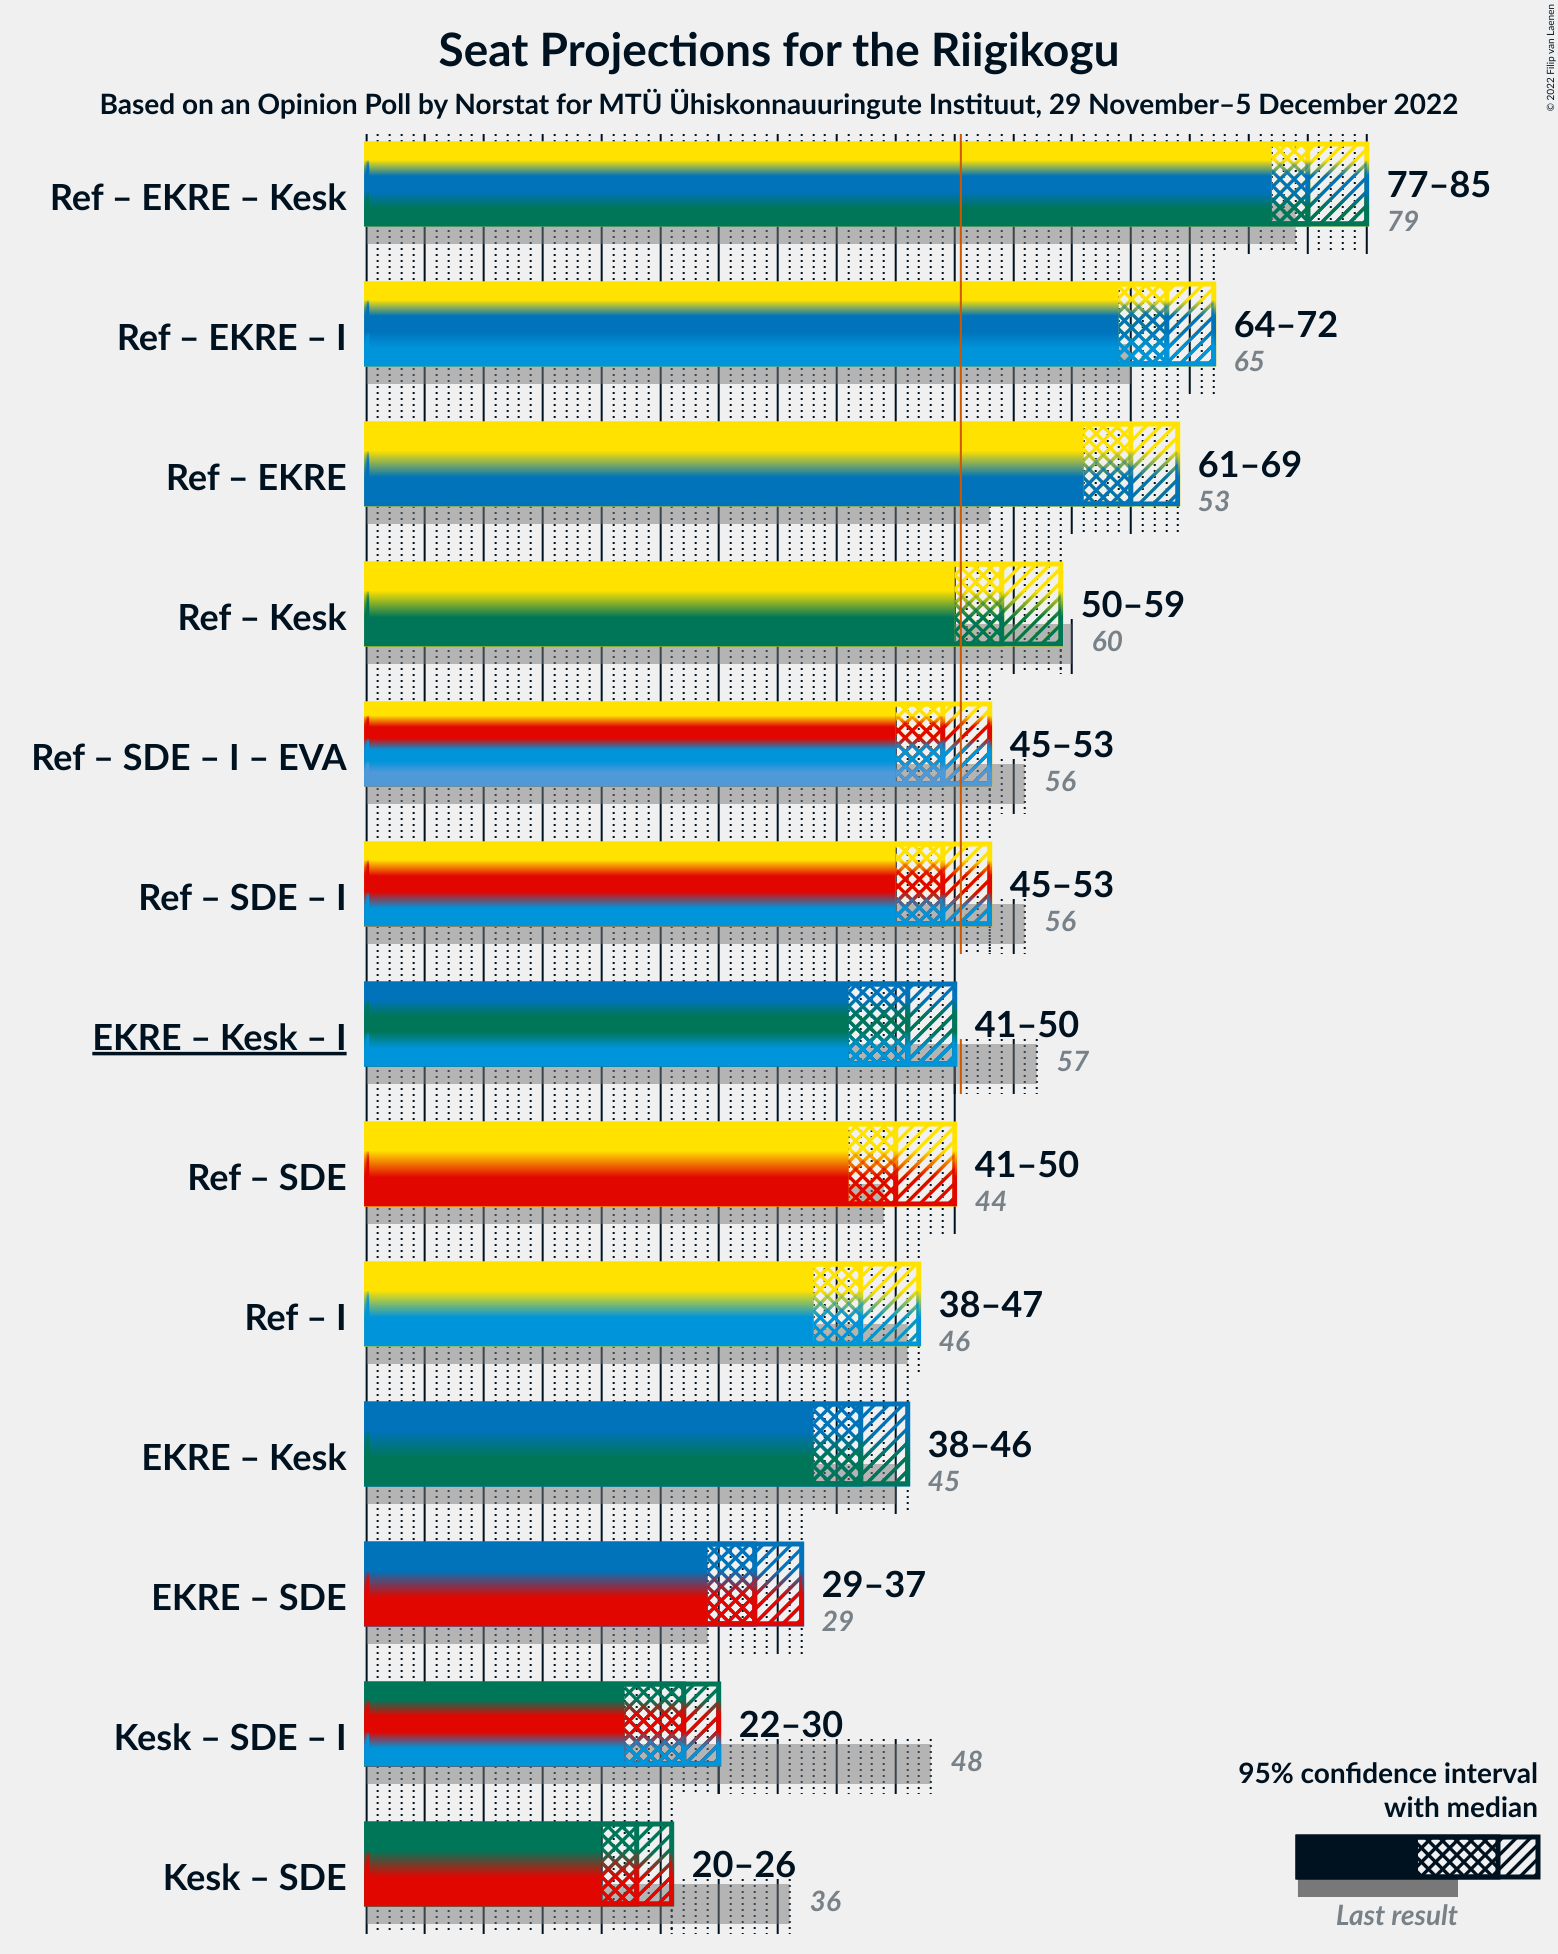 Seat Projections for the Riigikogu
Based on an Opinion Poll by Norstat for MTÜ Ühiskonnauuringute Instituut, 29 November–5 December 2022
© 2022 Filip van Laenen
Ref – EKRE – Kesk
77–85
79
Ref – EKRE – I
64–72
65
Ref – EKRE
61–69
53
Ref – Kesk
50–59
60
Ref – SDE – I – EVA
45–53
56
Ref – SDE – I
45–53
56
EKRE – Kesk – I
41–50
57
Ref – SDE
41–50
44
Ref – I
38–47
46
EKRE – Kesk
38–46
45
EKRE – SDE
29–37
29
Kesk – SDE – I
22–30
48
Kesk – SDE
20–26
36
95% confidence interval
with median
Last result